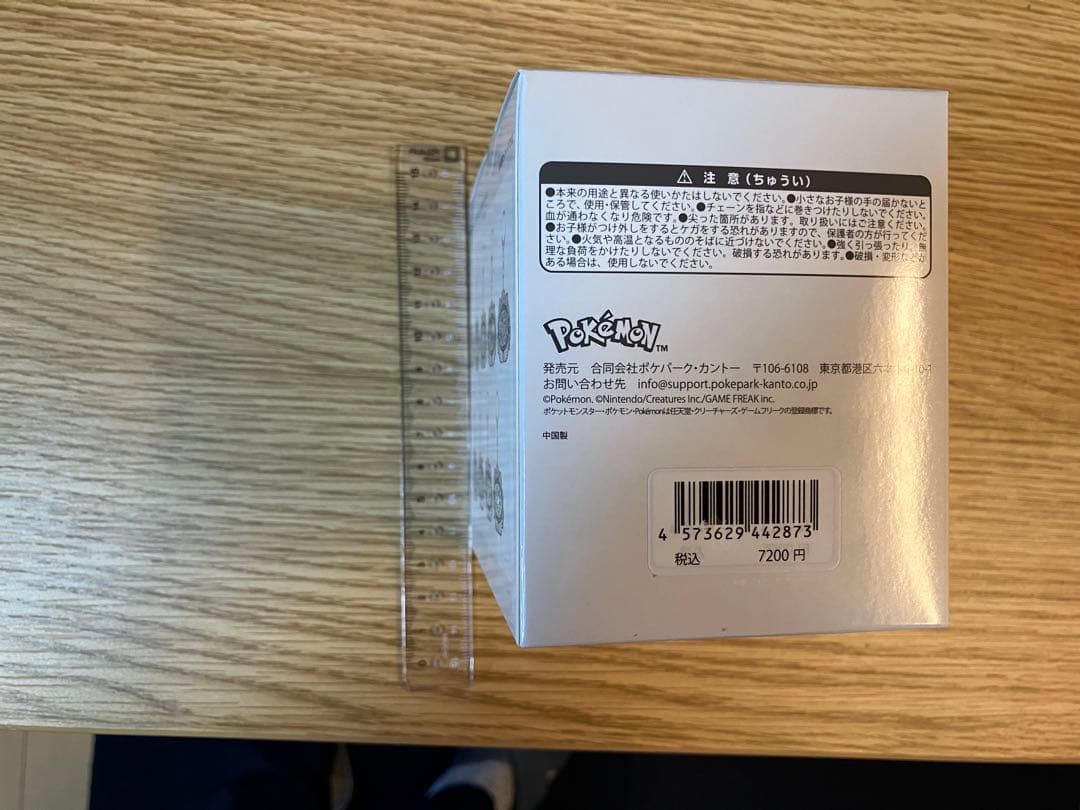 ⚠ 注 意(ちゅうい)
●本来の用途と異なる使いかたはしないでください。●小さなお子様の手の届かないと
ころで、使用・保管してください。●チェーンを指などに巻きつけたりしないでください。
血が通わなくなり危険です。●尖った箇所があります。取り扱いにはご注意ください。
●お子様がつけ外しをするとケガをする恐れがありますので、保護者の方が行ってくだ
さい。●火気や高温となるもののそばに近づけないでください。●強く引っ張ったり、無
理な負荷をかけたりしないでください。破損する恐れがあります。●破損・変形などが
ある場合は、使用しないでください。
POKéMON™
発売元 合同会社ポケパーク・カントー 〒106-6108 東京都港区六本木
お問い合わせ先 info@support.pokepark-kanto.co.jp
©Pokémon. ©Nintendo/Creatures Inc./GAME FREAK inc.
ポケットモンスター・ポケモン・Pokémonは任天堂・クリーチャーズ・ゲームフリークの登録商標です。
中国製
4 573629 442873
税込 7200 円